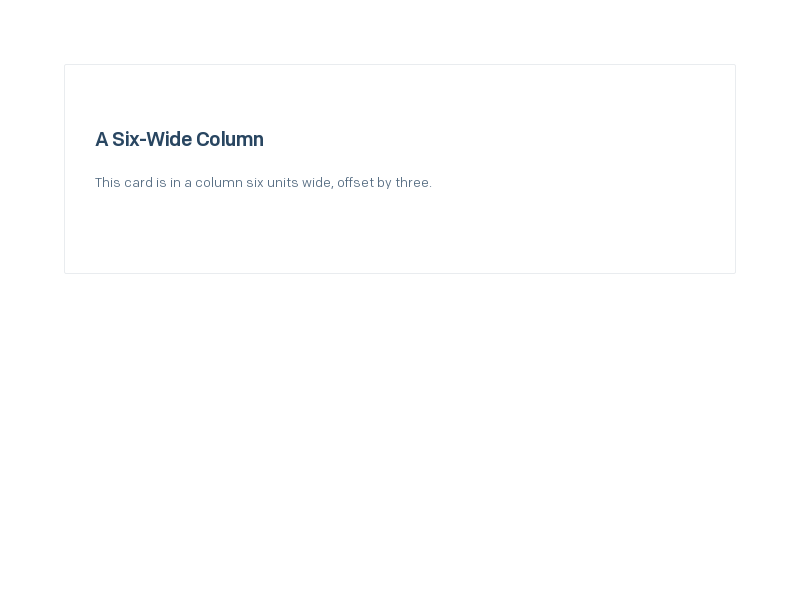 A Six-Wide Column
This card is in a column six units wide, offset by three.